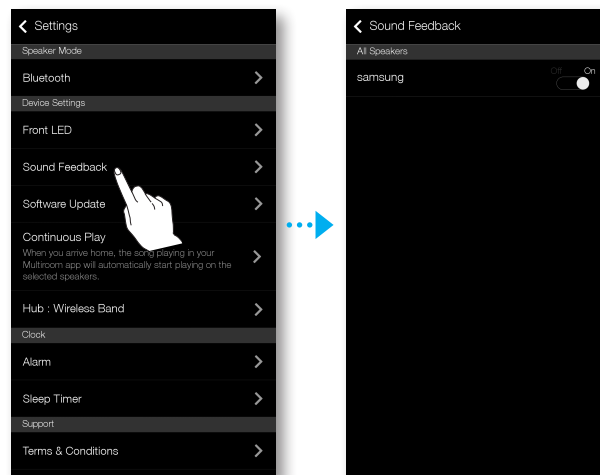 Settings
Speaker Mode
Bluetooth
Device Settings
Front LED
Sound Feedback
Software Update
Continuous Play
When you arrive home, the song playing in your
Multiroom app will automatically start playing on the
selected speakers.
Hub : Wireless Band
Clock
Alarm
Sleep Timer
Support
Terms & Conditions
Sound Feedback
All Speakers
samsung
Off On